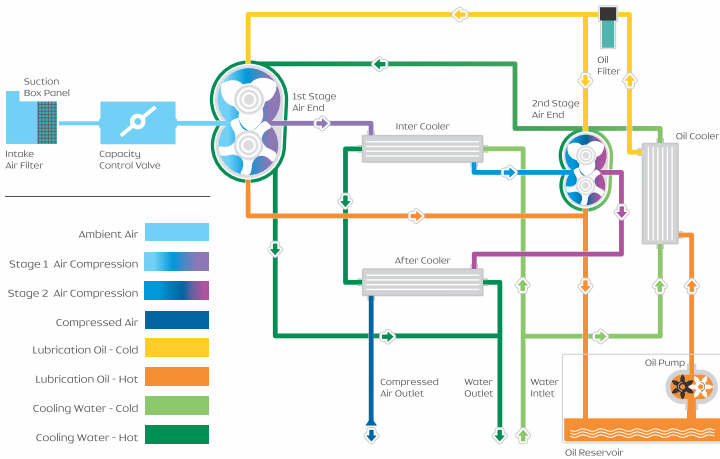 Suction
Box Panel
Intake
Air Filter
Capacity
Control Valve
1st Stage
Air End
Inter Cooler
2nd Stage
Air End
Oil
Filter
Oil Cooler
After Cooler
Compressed
Air Outlet
Water
Outlet
Water
Intlet
Oil Pump
Oil Reservoir
Ambient Air
Stage 1 Air Compression
Stage 2 Air Compression
Compressed Air
Lubrication Oil - Cold
Lubrication Oil - Hot
Cooling Water - Cold
Cooling Water - Hot